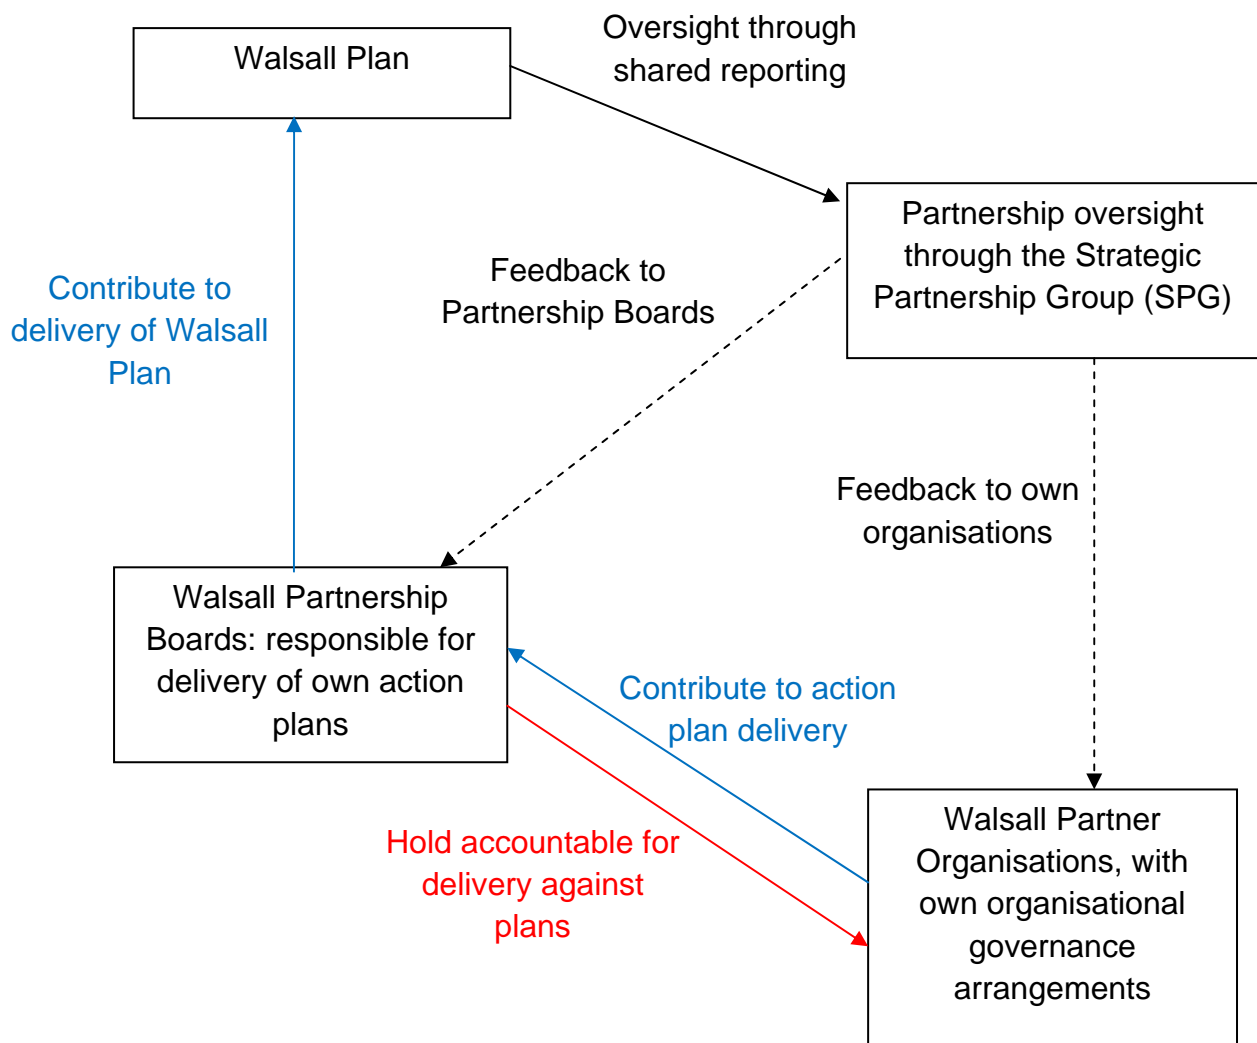 Oversight through
shared reporting
Walsall Plan
Partnership oversight
through the Strategic
Partnership Group (SPG)
Feedback to
Partnership Boards
Contribute to
delivery of Walsall
Plan
Feedback to own
organisations
Walsall Partnership
Boards: responsible for
delivery of own action
plans
Contribute to action
plan delivery
Hold accountable for
delivery against
plans
Walsall Partner
Organisations, with
own organisational
governance
arrangements